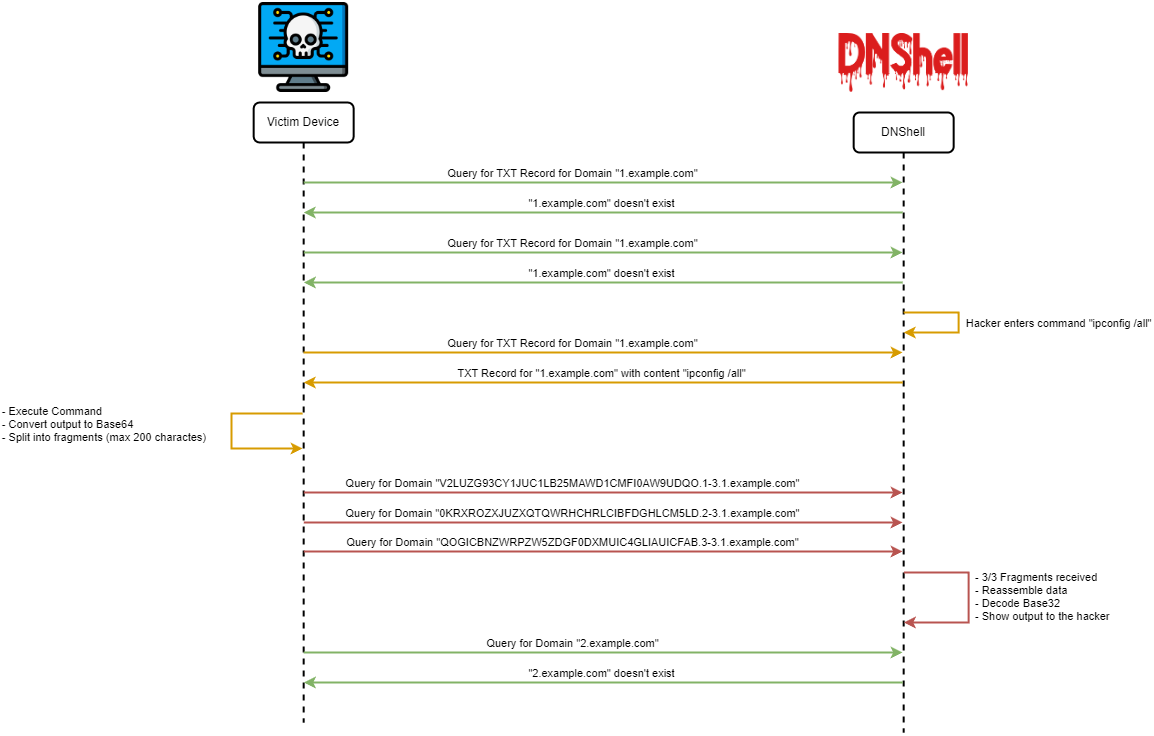 DNShell
Victim Device
DNShell
Query for TXT Record for Domain "1.example.com"
"1.example.com" doesn't exist
Query for TXT Record for Domain "1.example.com"
"1.example.com" doesn't exist
Hacker enters command "ipconfig /all"
Query for TXT Record for Domain "1.example.com"
TXT Record for "1.example.com" with content "ipconfig /all"
- Execute Command
- Convert output to Base64
- Split into fragments (max 200 charactes)
Query for Domain "V2LUZG93CY1JUC1LB25MAWD1CMFI0AW9UDQO.1-3.1.example.com"
Query for Domain "0KRXROZXJUZXQTQWRHCHRLCIBFDGHLCM5LD.2-3.1.example.com"
Query for Domain "QOGICBNZWRPZW5ZDGF0DXMUIC4GLIAUICFAB.3-3.1.example.com"
- 3/3 Fragments received
- Reassemble data
- Decode Base32
- Show output to the hacker
Query for Domain "2.example.com"
"2.example.com" doesn't exist